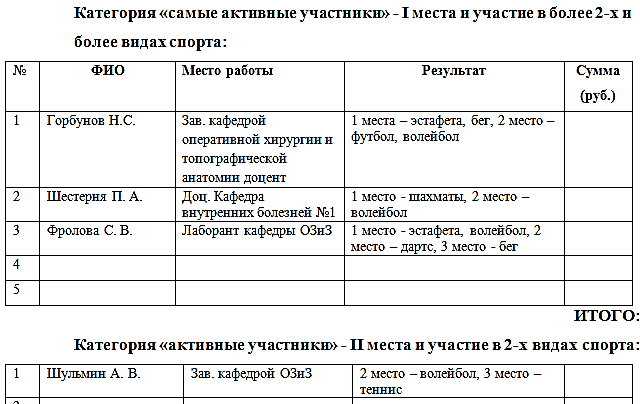 Категория «самые активные участники» - I места и участие в более 2-х и
более видах спорта:
№ ФИО Место работы Результат Сумма
(руб.)
1 Горбунов Н.С. Зав. кафедрой 1 места – эстафета, бег, 2 место –
оперативной хирургии и футбол, волейбол
топографической
анатомии доцент
2 Шестерня П. А. Доц. Кафедра 1 место - шахматы, 2 место –
внутренних болезней №1 волейбол
3 Фролова С. В. Лаборант кафедры ОЗиЗ 1 место - эстафета, волейбол, 2
место – дартс, 3 место - бег
4
5
ИТОГО:
Категория «активные участники» - II места и участие в 2-х видах спорта:
1 Шульмин А. В. Зав. кафедрой ОЗиЗ 2 место – волейбол, 3 место –
теннис